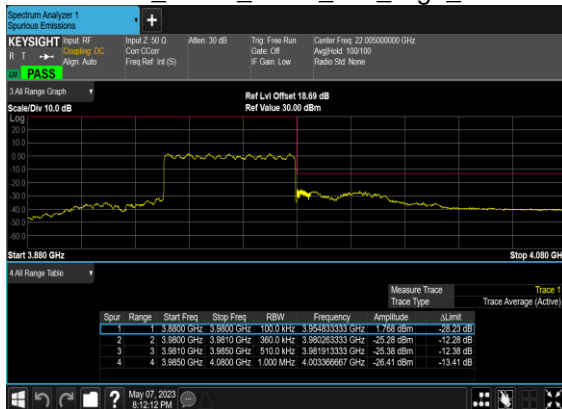 Spectrum Analyzer 1
Spurious Emissions
KEYSIGHT Input: RF Input Z: 50 Ω Atten: 30 dB Trig: Free Run Center Freq: 22.005000000 GHz
R T Coupling: DC Corr CCorr Gate: Off Avg|Hold: 100/100
Align: Auto Freq Ref: Int (S) IF Gain: Low Radio Std: None
PASS
3 All Range Graph
Ref Lvl Offset 18.69 dB
Scale/Div 10.0 dB Ref Value 30.00 dBm
Log
20.0
10.0
0.00
-10.0
-20.0
-30.0
-40.0
-50.0
-60.0
Start 3.880 GHz Stop 4.080 GH
4 All Range Table
Measure Trace Trace 1
Trace Type Trace Average (Active)
Spur Range Start Freq Stop Freq RBW Frequency Amplitude ΔLimit
1 1 3.8800 GHz 3.9800 GHz 100.0 kHz 3.954833333 GHz 1.768 dBm -28.23 dB
2 2 3.9800 GHz 3.9810 GHz 360.0 kHz 3.980263333 GHz -25.28 dBm -12.28 dB
3 3 3.9810 GHz 3.9850 GHz 510.0 kHz 3.981913333 GHz -25.38 dBm -12.38 dB
4 4 3.9850 GHz 4.0800 GHz 1.000 MHz 4.003366667 GHz -26.41 dBm -13.41 dB
? May 07, 2023
8:12:12 PM